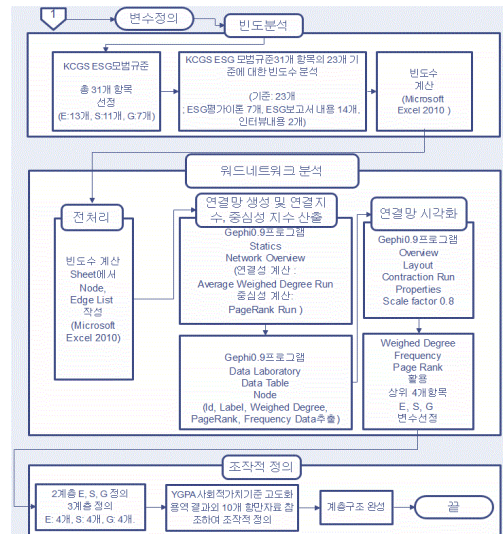 1
변수정의
빈도분석
KCGS ESG모범규준
총 31개 항목
선정
(E:13개, S:11개, G:7개)
KCGS ESG 모범규준31개 항목의 23개 기
준에 대한 빈도수 분석
(기준: 23개
; ESG평가이론 7개, ESG보고서 내용 14개,
인터뷰내용 2개)
빈도수
계산
(Microsoft
Excel 2010 )
워드네트워크 분석
전처리
빈도수 계산
Sheet에서
Node,
Edge List
작성
(Microsoft
Excel 2010)
연결망 생성 및 연결지
수, 중심성 지수 산출
Gephi0.9프로그램
Statics
Network Overview
(연결성 계산 :
Average Weighted Degree Run
중심성 계산:
PageRank Run )
Gephi0.9프로그램
Data Laboratory
Data Table
Node
(Id, Label, Weighed Degree,
PageRank, Frequency Data추출)
연결망 시각화
Gephi0.9프로그램
Overview
Layout
Contraction Run
Properties
Scale factor 0.8
Weighed Degree
Frequency
Page Rank
활용
상위 4개항목
E, S, G
변수선정
조작적 정의
2계층 E, S, G 정의
3계층 정의
E: 4개, S: 4개, G: 4개.
YGPA 사회적가치기준 고도화
용역 결과외 10개 항만자료 참
조하여 조작적 정의
계층구조 완성
끝